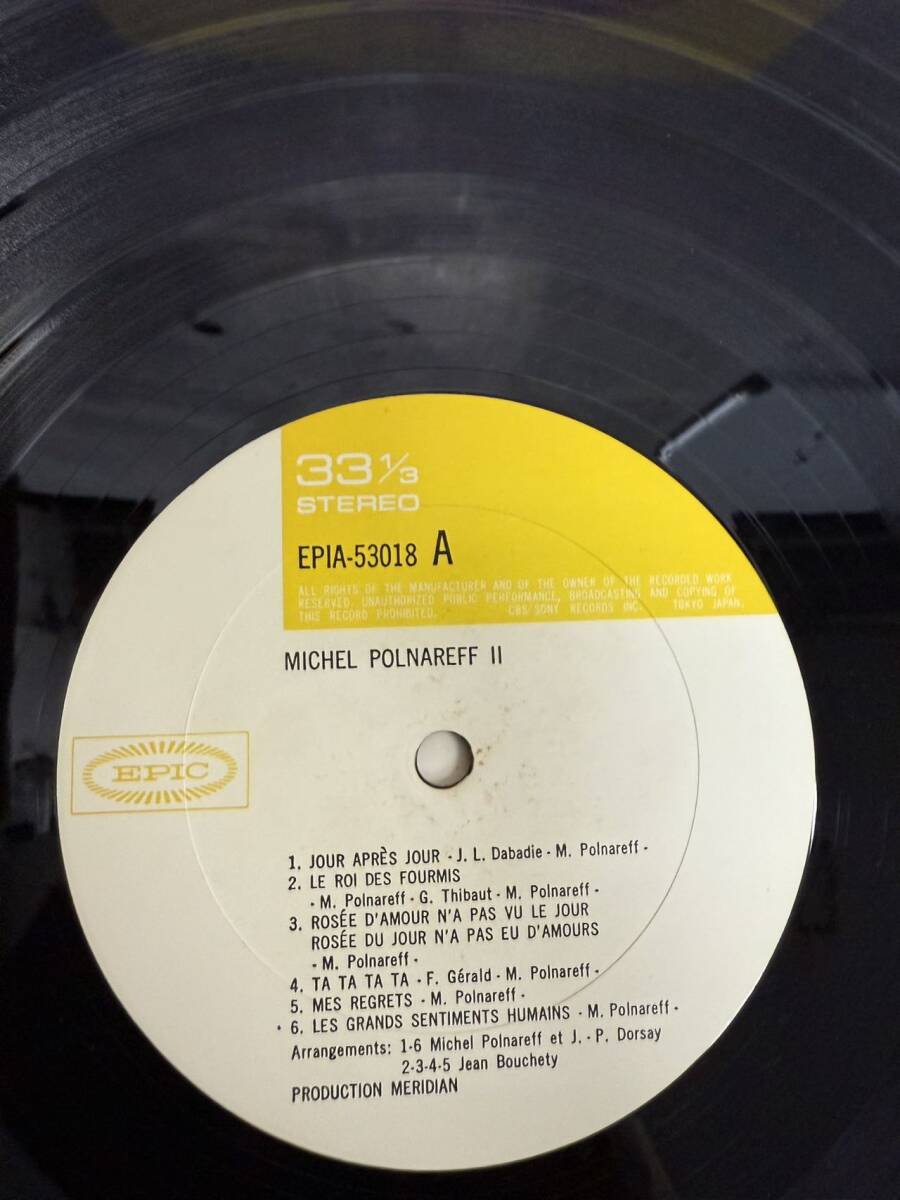 33 1/3
STEREO
EPIA-53018 A
ALL RIGHTS OF THE MANUFACTURER AND OF THE OWNER OF THE RECORDED WORK
RESERVED. UNAUTHORIZED PUBLIC PERFORMANCE, BROADCASTING AND COPYING OF
THIS RECORD PROHIBITED. CBS/SONY RECORDS INC. TOKYO JAPAN.
MICHEL POLNAREFF II
EPIC
1. JOUR APRÈS JOUR - J. L. Dabadie - M. Polnareff -
2. LE ROI DES FOURMIS
- M. Polnareff - G. Thibaut - M. Polnareff -
3. ROSÉE D'AMOUR N'A PAS VU LE JOUR
ROSÉE DU JOUR N'A PAS EU D'AMOURS
- M. Polnareff -
4. TA TA TA TA - F. Gérald - M. Polnareff -
5. MES REGRETS - M. Polnareff -
6. LES GRANDS SENTIMENTS HUMAINS - M. Polnareff -
Arrangements: 1-6 Michel Polnareff et J. - P. Dorsay
2-3-4-5 Jean Bouchety
PRODUCTION MERIDIAN